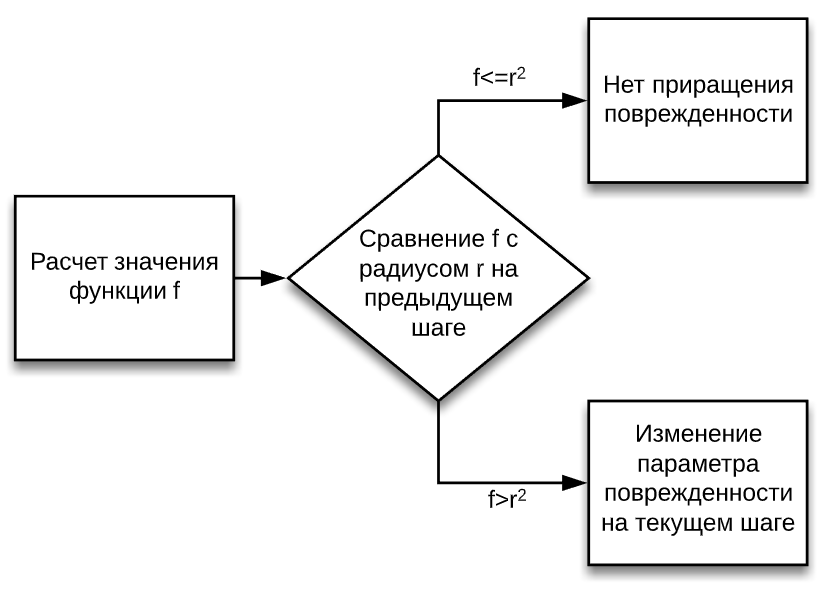 f<=r²
Нет приращения
поврежденности
Расчет значения
функции f
Сравнение f с
радиусом r на
предыдущем
шаге
f>r²
Изменение
параметра
поврежденности
на текущем шаге